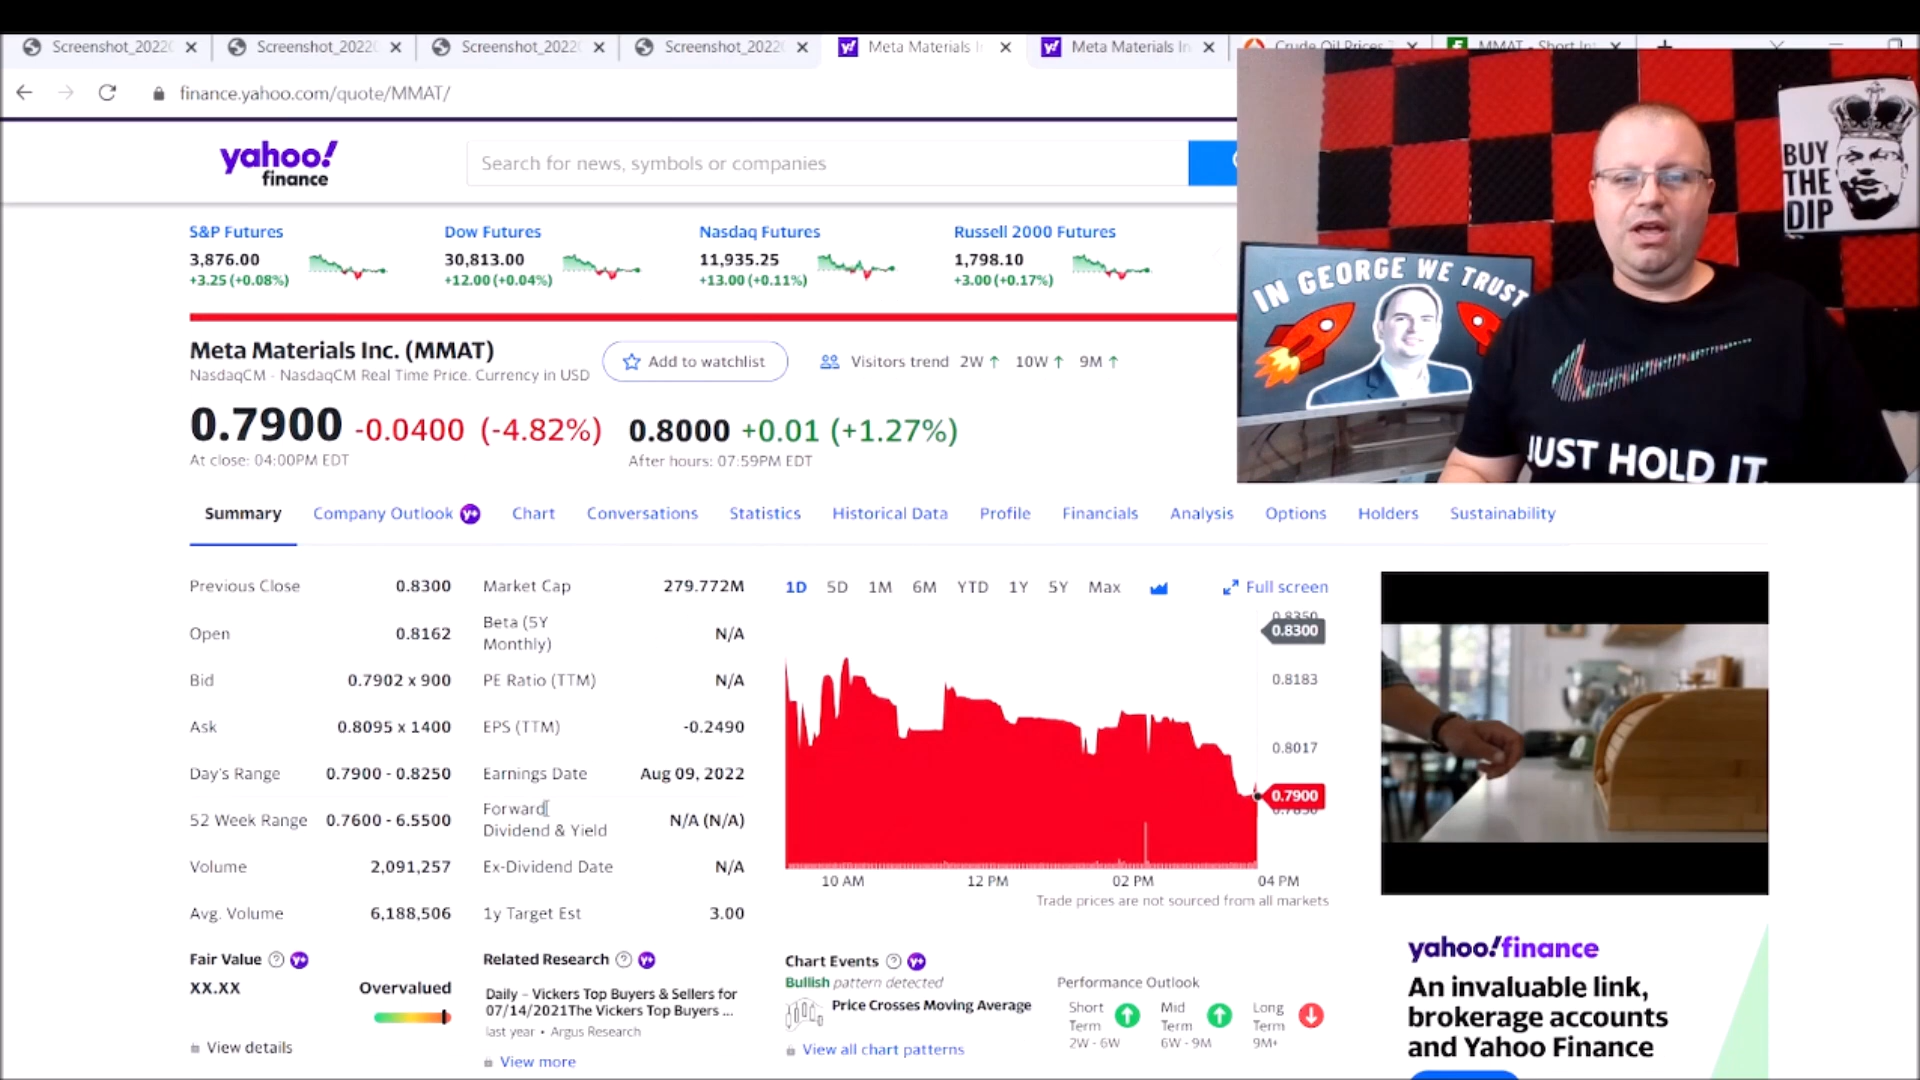 Screenshot_2022
Screenshot_2022
Screenshot_2022
Screenshot_2022
Meta Materials I
Meta Materials In
Crude Oil Prices
MMAT - Short Int
finance.yahoo.com/quote/MMAT/
yahoo!
finance
Search for news, symbols or companies
S&P Futures
3,876.00
+3.25 (+0.08%)
Dow Futures
30,813.00
+12.00 (+0.04%)
Nasdaq Futures
11,935.25
+13.00 (+0.11%)
Russell 2000 Futures
1,798.10
+3.00 (+0.17%)
BUY
THE
DIP
IN GEORGE WE TRUST
JUST HOLD IT.
Meta Materials Inc. (MMAT)
NasdaqCM - NasdaqCM Real Time Price. Currency in USD
Add to watchlist
Visitors trend 2W ↑ 10W ↑ 9M ↑
0.7900 -0.0400 (-4.82%)
At close: 04:00PM EDT
0.8000 +0.01 (+1.27%)
After hours: 07:59PM EDT
Summary Company Outlook Y+ Chart Conversations Statistics Historical Data Profile Financials Analysis Options Holders Sustainability
Previous Close 0.8300
Open 0.8162
Bid 0.7902 x 900
Ask 0.8095 x 1400
Day's Range 0.7900 - 0.8250
52 Week Range 0.7600 - 6.5500
Volume 2,091,257
Avg. Volume 6,188,506
Market Cap 279.772M
Beta (5Y
Monthly) N/A
PE Ratio (TTM) N/A
EPS (TTM) -0.2490
Earnings Date Aug 09, 2022
Forward
Dividend & Yield N/A (N/A)
Ex-Dividend Date N/A
1y Target Est 3.00
1D 5D 1M 6M YTD 1Y 5Y Max
Full screen
0.8350
0.8300
0.8183
0.8017
0.7900
10 AM 12 PM 02 PM 04 PM
Trade prices are not sourced from all markets
Fair Value
XX.XX Overvalued
View details
Related Research
Daily – Vickers Top Buyers & Sellers for
07/14/2021The Vickers Top Buyers ...
last year • Argus Research
View more
Chart Events
Bullish pattern detected
Price Crosses Moving Average
View all chart patterns
Performance Outlook
Short
Term
2W - 6W
Mid
Term
6W - 9M
Long
Term
9M+
yahoo!finance
An invaluable link,
brokerage accounts
and Yahoo Finance